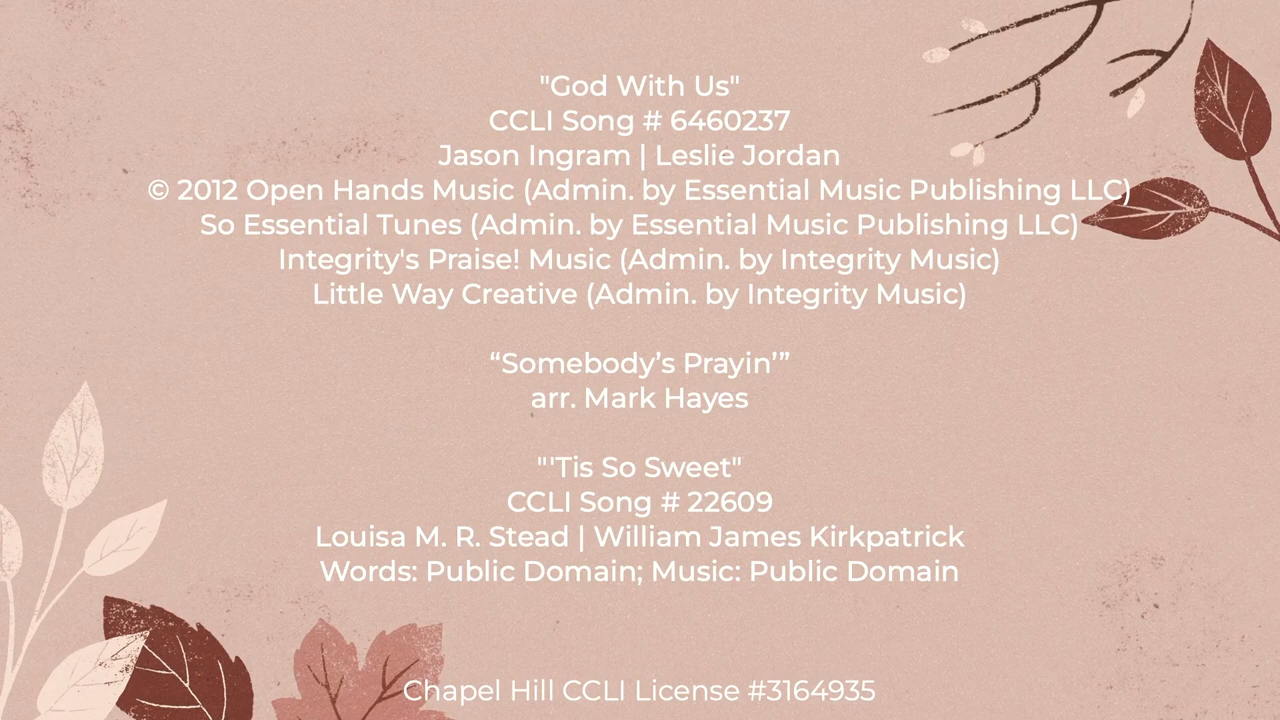 "God With Us"
CCLI Song # 6460237
Jason Ingram | Leslie Jordan
© 2012 Open Hands Music (Admin. by Essential Music Publishing LLC)
So Essential Tunes (Admin. by Essential Music Publishing LLC)
Integrity's Praise! Music (Admin. by Integrity Music)
Little Way Creative (Admin. by Integrity Music)
“Somebody’s Prayin’”
arr. Mark Hayes
"'Tis So Sweet"
CCLI Song # 22609
Louisa M. R. Stead | William James Kirkpatrick
Words: Public Domain; Music: Public Domain
Chapel Hill CCLI License #3164935